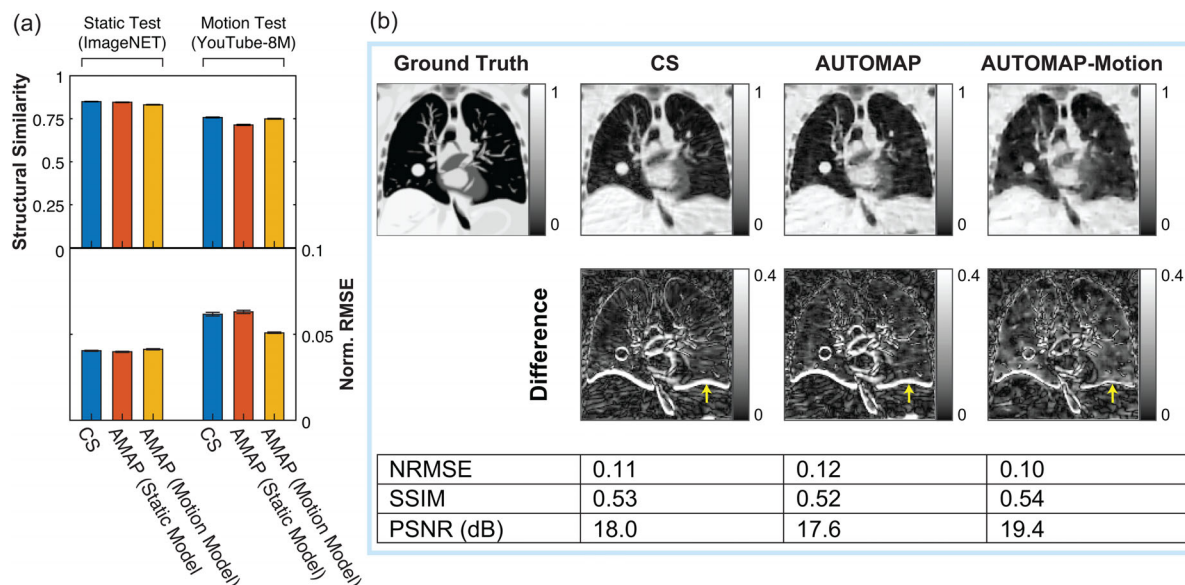 (a)
Static Test
(ImageNET)
Motion Test
(YouTube-8M)
Structural Similarity
1
0.75
0.5
0.25
0
0.1
0.05
0
Norm. RMSE
CS
AMAP (Static Model
AMAP (Motion Model)
CS
AMAP (Static Model)
AMAP (Motion Model)
(b)
Ground Truth
CS
AUTOMAP
AUTOMAP-Motion
1
0
1
0
1
0
1
0
Difference
0.4
0
0.4
0
0.4
0
NRMSE 0.11 0.12 0.10
SSIM 0.53 0.52 0.54
PSNR (dB) 18.0 17.6 19.4